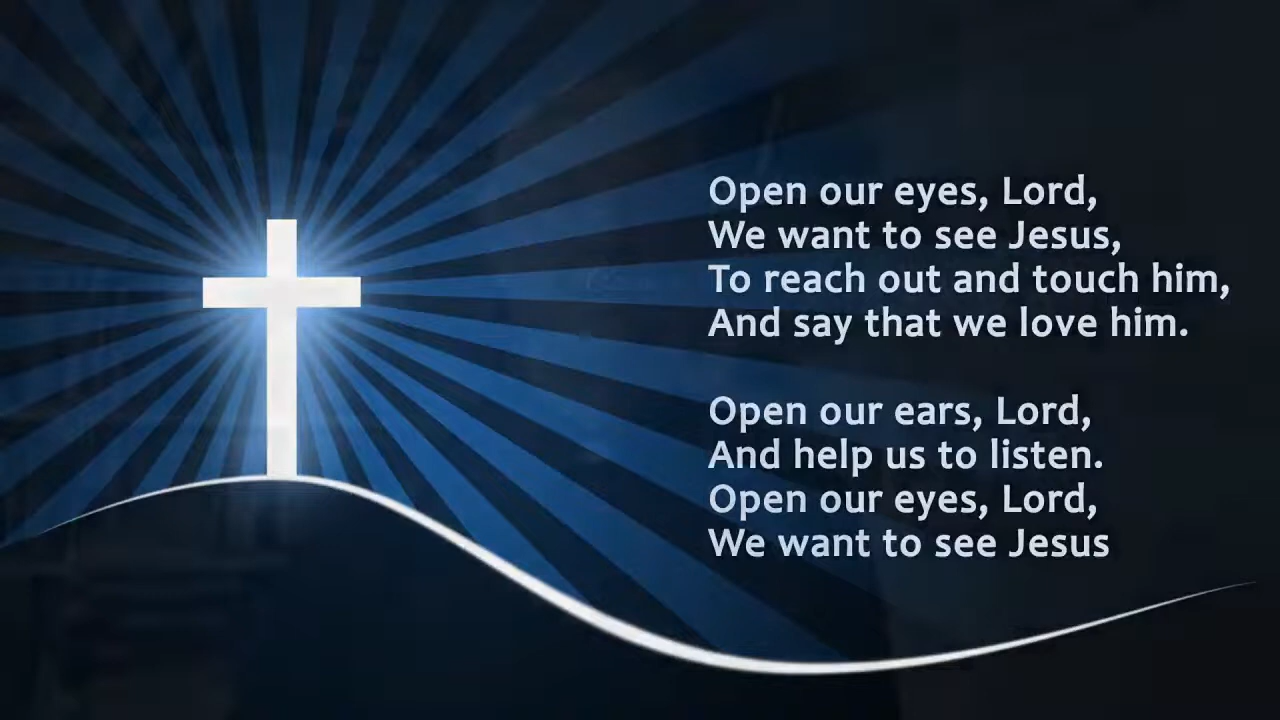 Open our eyes, Lord,
We want to see Jesus,
To reach out and touch him,
And say that we love him.
Open our ears, Lord,
And help us to listen.
Open our eyes, Lord,
We want to see Jesus